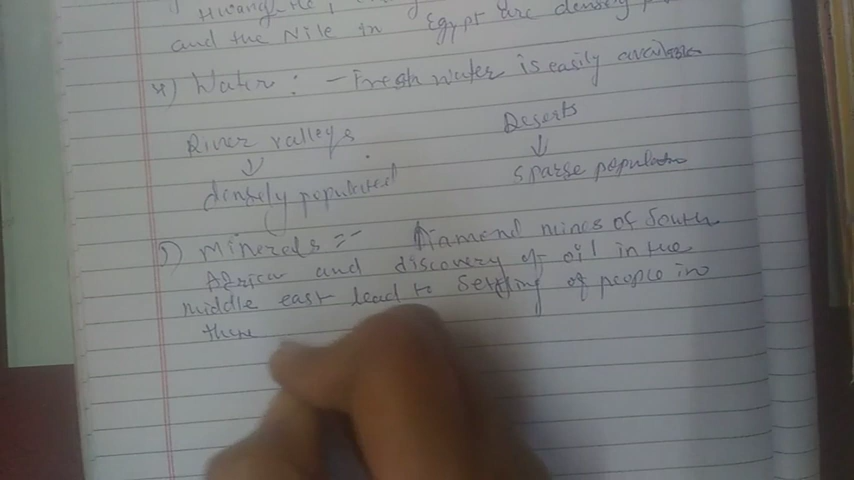 Hwang-He,
and the Nile in Egypt are densely
4) Water : - Fresh water is easily available
River valleys Deserts
↓ ↓
densely populated sparse population
5) Minerals :- Diamond mines of South
Africa and discovery of oil in the
middle east lead to settling of people in
there